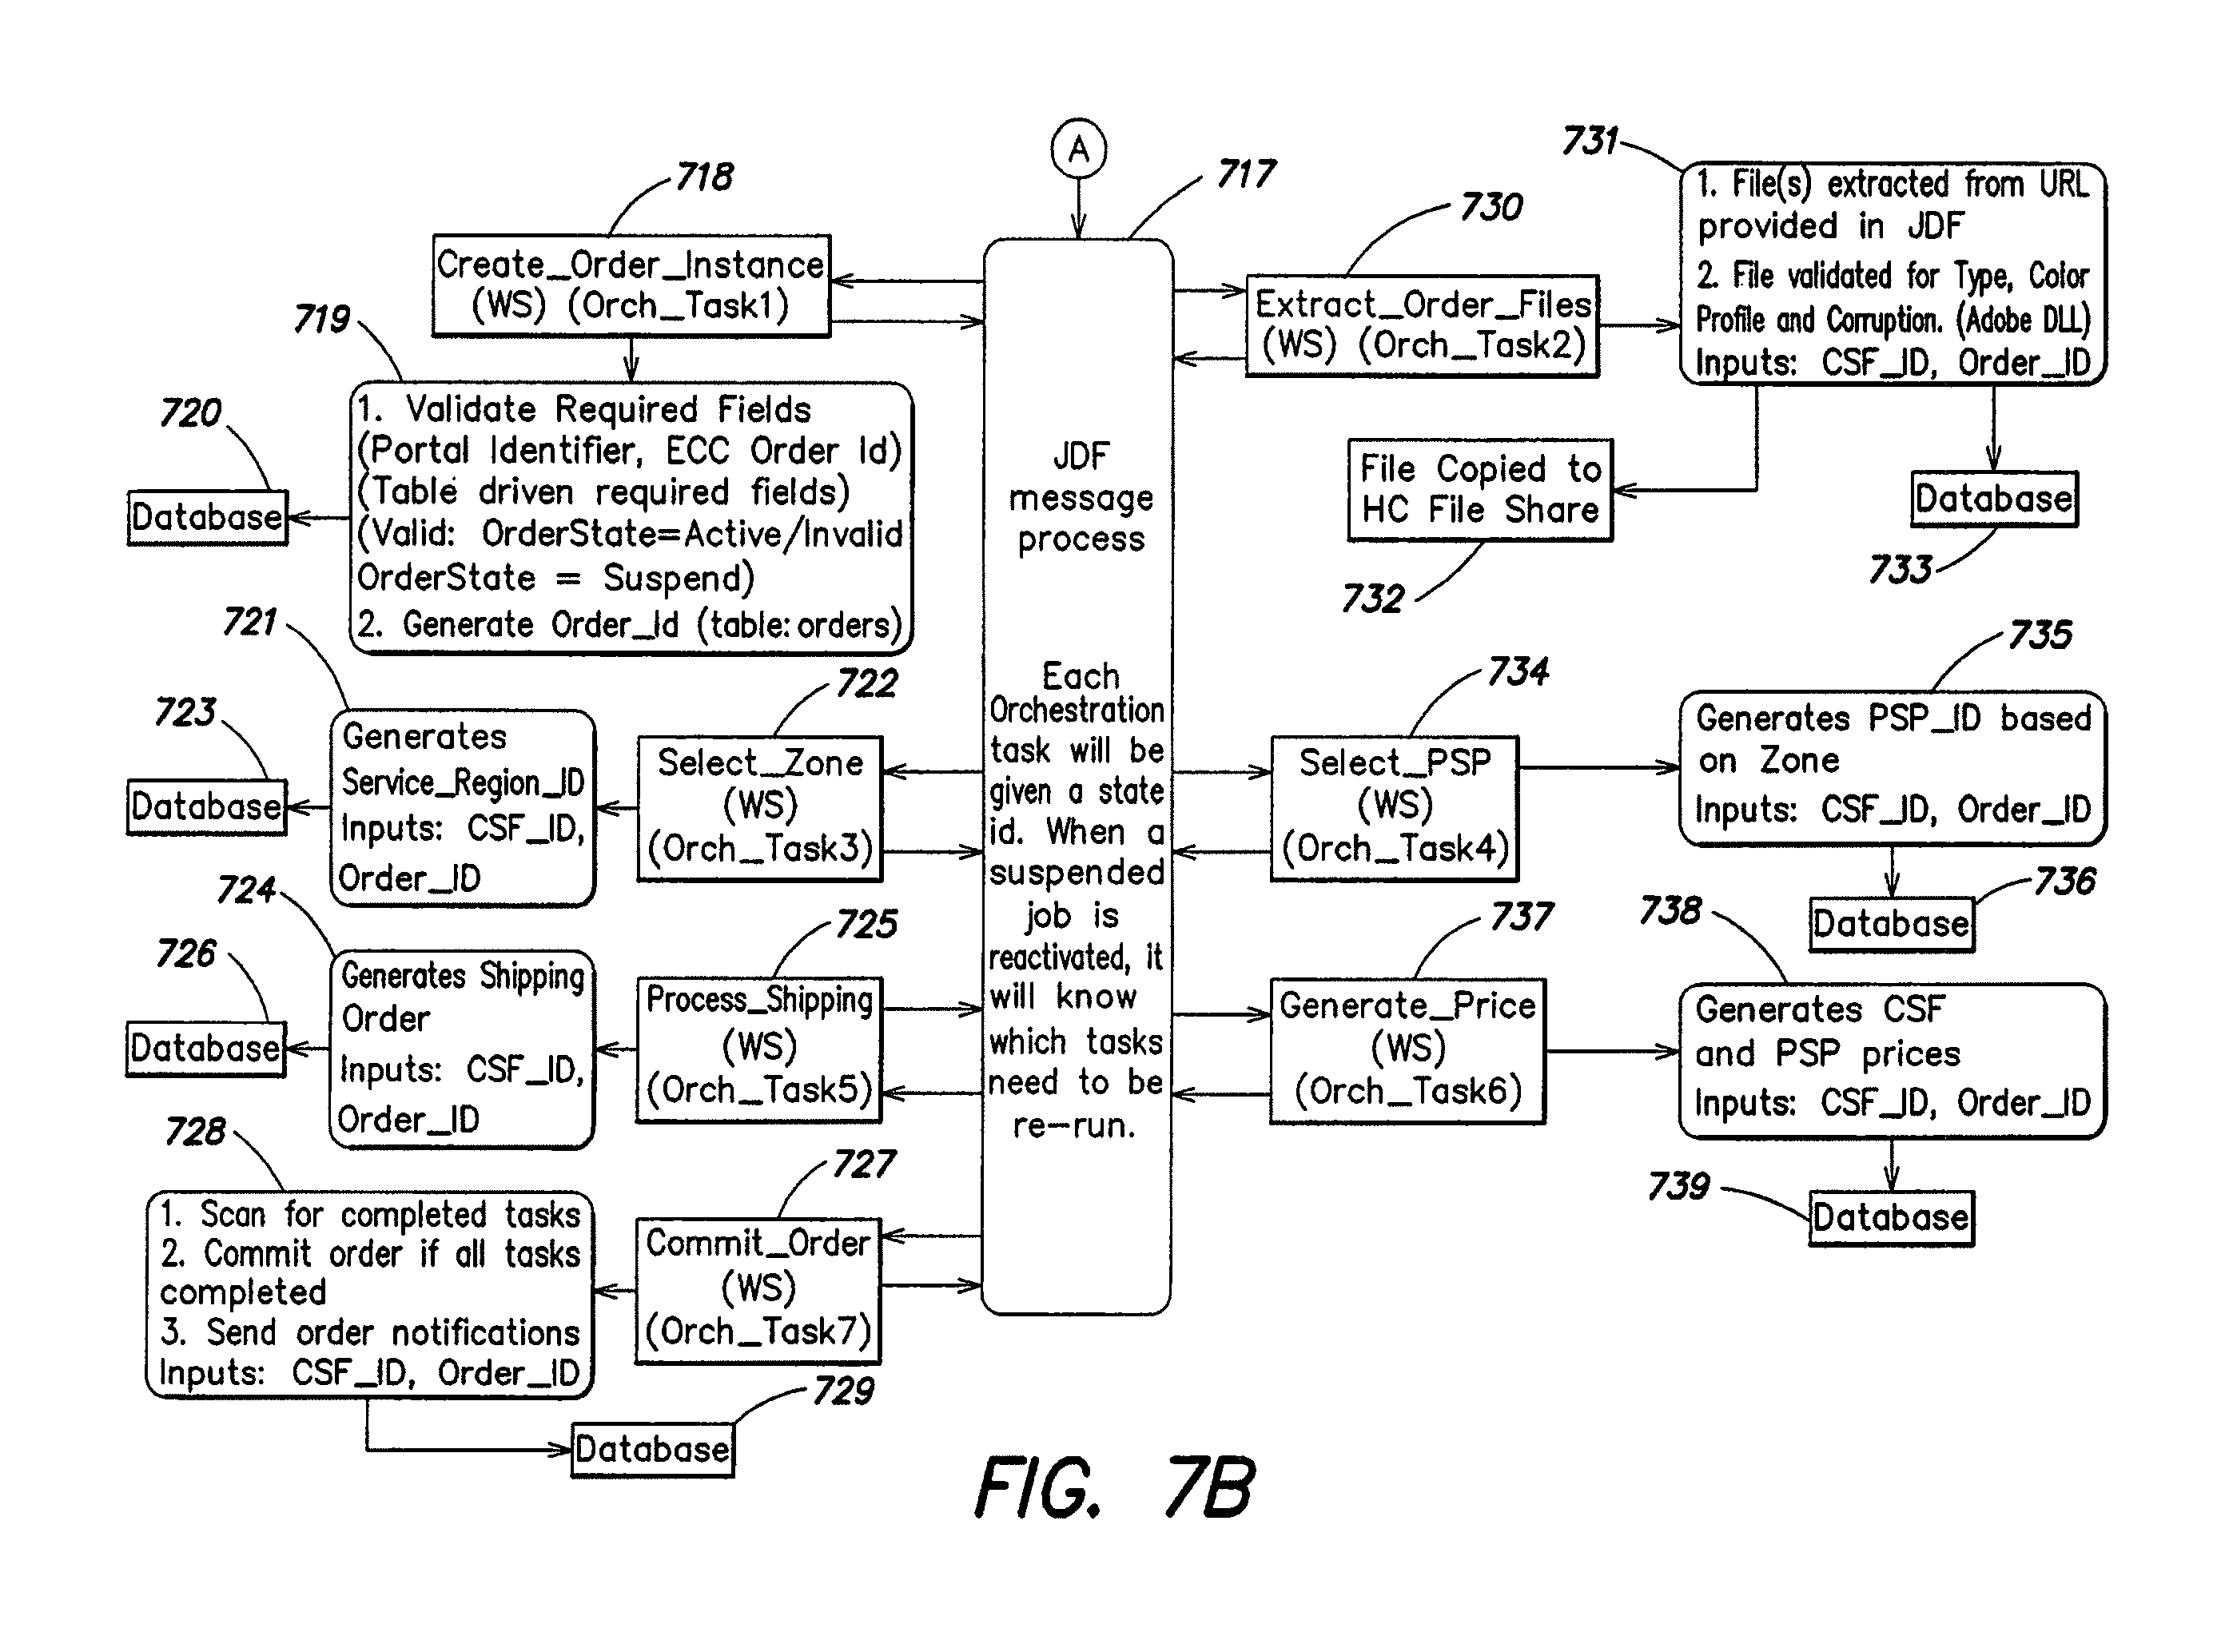 A
717
718
Create_Order_Instance
(WS) (Orch_Task1)
719
1. Validate Required Fields
(Portal Identifier, ECC Order Id)
(Table driven required fields)
(Valid: OrderState=Active/Invalid
OrderState = Suspend)
2. Generate Order_Id (table: orders)
720
Database
721
Generates
Service_Region_ID
Inputs: CSF_ID,
Order_ID
722
Select_Zone
(WS)
(Orch_Task3)
723
Database
724
Generates Shipping
Order
Inputs: CSF_ID,
Order_ID
725
Process_Shipping
(WS)
(Orch_Task5)
726
Database
727
Commit_Order
(WS)
(Orch_Task7)
728
1. Scan for completed tasks
2. Commit order if all tasks
completed
3. Send order notifications
Inputs: CSF_ID, Order_ID
729
Database
JDF
message
process
Each
Orchestration
task will be
given a state
id. When a
suspended
job is
reactivated, it
will know
which tasks
need to be
re-run.
730
Extract_Order_Files
(WS) (Orch_Task2)
731
1. File(s) extracted from URL
provided in JDF
2. File validated for Type, Color
Profile and Corruption. (Adobe DLL)
Inputs: CSF_ID, Order_ID
File Copied to
HC File Share
732
Database
733
734
Select_PSP
(WS)
(Orch_Task4)
735
Generates PSP_ID based
on Zone
Inputs: CSF_ID, Order_ID
736
Database
737
Generate_Price
(WS)
(Orch_Task6)
738
Generates CSF
and PSP prices
Inputs: CSF_ID, Order_ID
739
Database
FIG. 7B